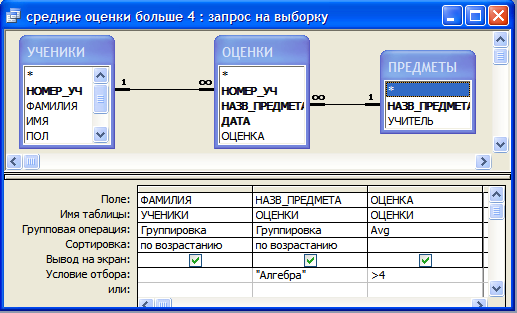 средние оценки больше 4 : запрос на выборку
УЧЕНИКИ
*
НОМЕР_УЧ
ФАМИЛИЯ
ИМЯ
ПОЛ
1
∞
ОЦЕНКИ
*
НОМЕР_УЧ
НАЗВ_ПРЕДМЕТА
ДАТА
ОЦЕНКА
∞
1
ПРЕДМЕТЫ
*
НАЗВ_ПРЕДМЕТ
УЧИТЕЛЬ
Поле: ФАМИЛИЯ НАЗВ_ПРЕДМЕТА ОЦЕНКА
Имя таблицы: УЧЕНИКИ ОЦЕНКИ ОЦЕНКИ
Групповая операция: Группировка Группировка Avg
Сортировка: по возрастанию по возрастанию
Вывод на экран:
Условие отбора: "Алгебра" >4
или: